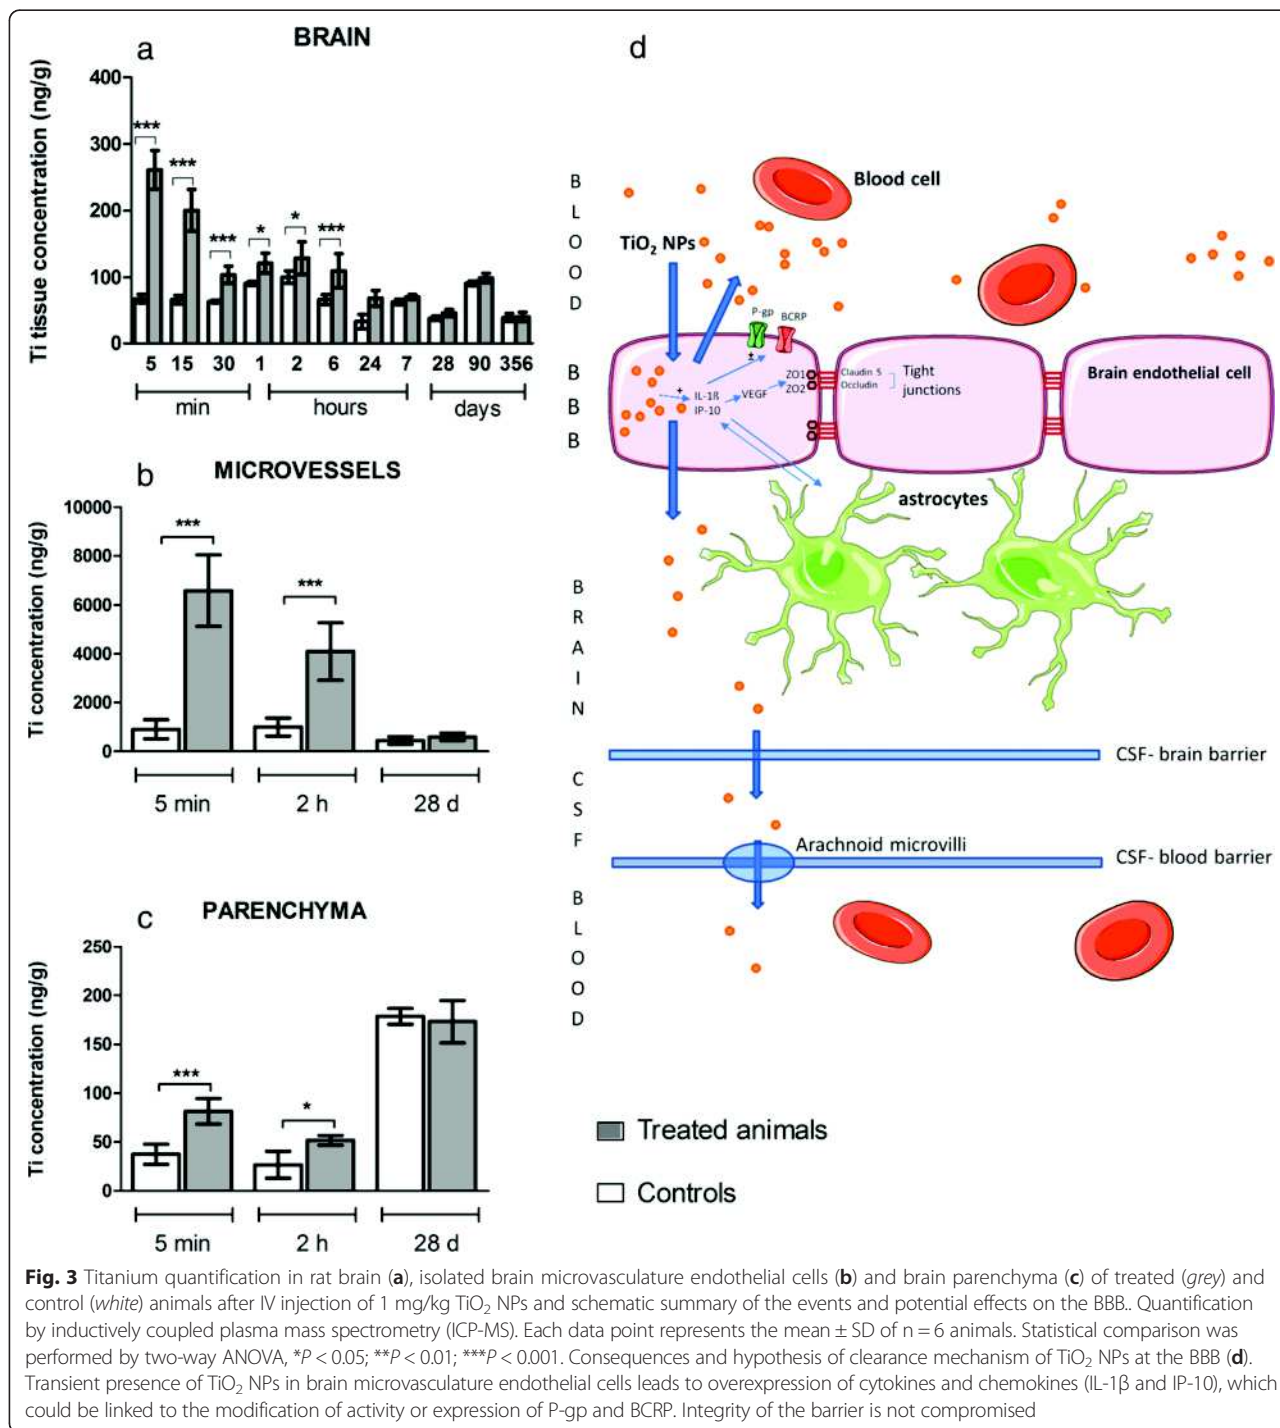 a
BRAIN
Ti tissue concentration (ng/g)
400
300
200
100
0
***
***
***
*
*
***
5 15 30 1 2 6 24 7 28 90 356
min hours days
b
MICROVESSELS
Ti concentration (ng/g)
10000
8000
6000
4000
2000
0
***
***
5 min 2 h 28 d
c
PARENCHYMA
Ti concentration (ng/g)
250
200
150
100
50
0
***
*
5 min 2 h 28 d
d
BLOOD
Blood cell
TiO2 NPs
P-gp BCRP
±
BBB
+
IL-1ß
IP-10
VEGF
ZO1
ZO2
Claudin 5
Occludin
Tight
junctions
Brain endothelial cell
astrocytes
BRAIN
CSF- brain barrier
CSF
Arachnoid microvilli
CSF- blood barrier
BLOOD
Treated animals
Controls
Fig. 3 Titanium quantification in rat brain (a), isolated brain microvasculature endothelial cells (b) and brain parenchyma (c) of treated (grey) and
control (white) animals after IV injection of 1 mg/kg TiO2 NPs and schematic summary of the events and potential effects on the BBB.. Quantification
by inductively coupled plasma mass spectrometry (ICP-MS). Each data point represents the mean ± SD of n = 6 animals. Statistical comparison was
performed by two-way ANOVA, *P < 0.05; **P < 0.01; ***P < 0.001. Consequences and hypothesis of clearance mechanism of TiO2 NPs at the BBB (d).
Transient presence of TiO2 NPs in brain microvasculature endothelial cells leads to overexpression of cytokines and chemokines (IL-1β and IP-10), which
could be linked to the modification of activity or expression of P-gp and BCRP. Integrity of the barrier is not compromised